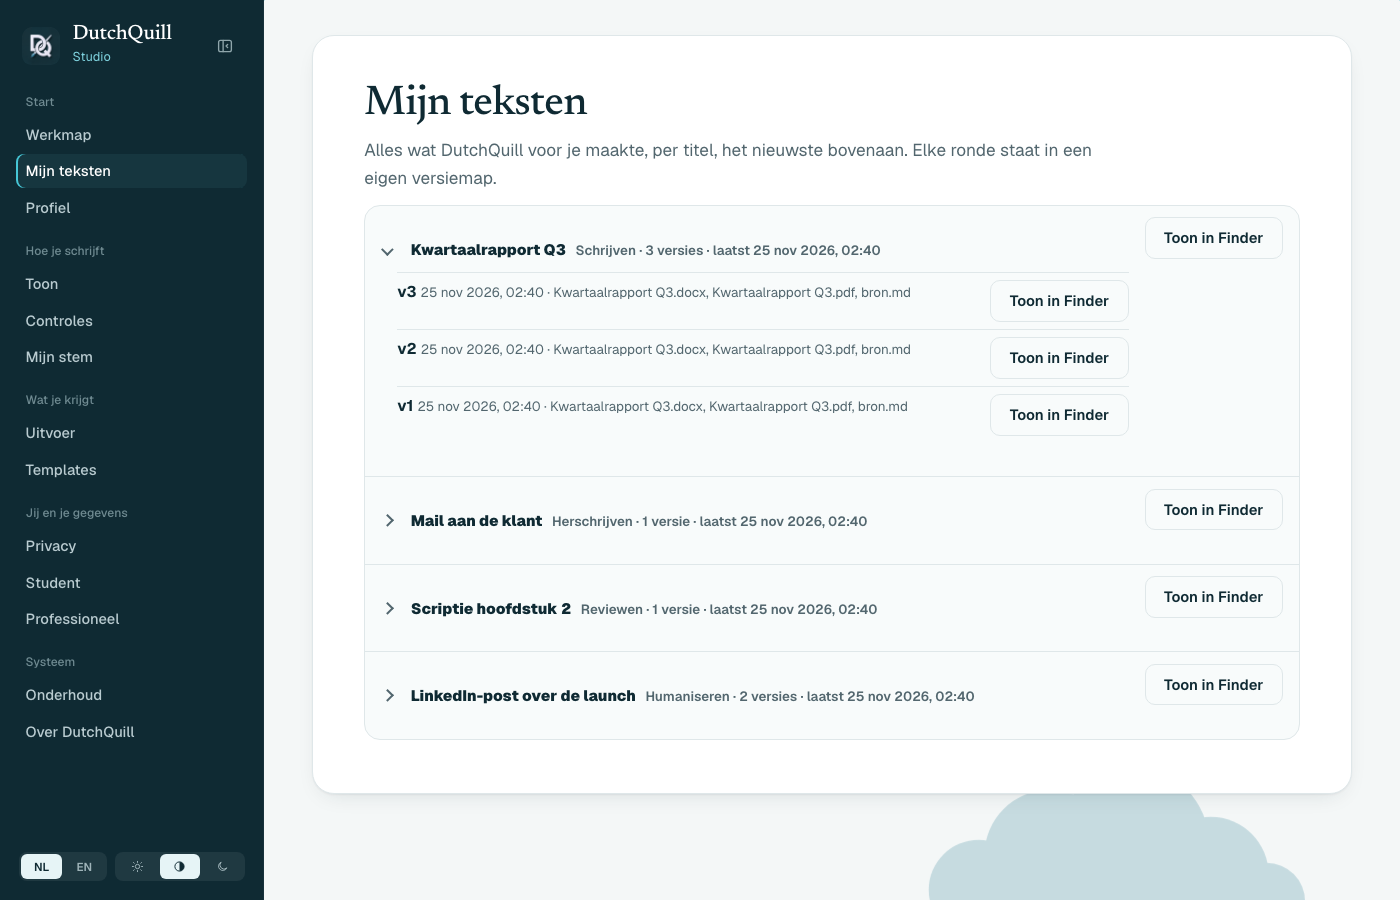 DutchQuill
Studio
Start
Werkmap
Mijn teksten
Profiel
Hoe je schrijft
Toon
Controles
Mijn stem
Wat je krijgt
Uitvoer
Templates
Jij en je gegevens
Privacy
Student
Professioneel
Systeem
Onderhoud
Over DutchQuill
NL EN
Mijn teksten
Alles wat DutchQuill voor je maakte, per titel, het nieuwste bovenaan. Elke ronde staat in een
eigen versiemap.
Kwartaalrapport Q3 Schrijven · 3 versies · laatst 25 nov 2026, 02:40 Toon in Finder
v3 25 nov 2026, 02:40 · Kwartaalrapport Q3.docx, Kwartaalrapport Q3.pdf, bron.md Toon in Finder
v2 25 nov 2026, 02:40 · Kwartaalrapport Q3.docx, Kwartaalrapport Q3.pdf, bron.md Toon in Finder
v1 25 nov 2026, 02:40 · Kwartaalrapport Q3.docx, Kwartaalrapport Q3.pdf, bron.md Toon in Finder
Mail aan de klant Herschrijven · 1 versie · laatst 25 nov 2026, 02:40 Toon in Finder
Scriptie hoofdstuk 2 Reviewen · 1 versie · laatst 25 nov 2026, 02:40 Toon in Finder
LinkedIn-post over de launch Humaniseren · 2 versies · laatst 25 nov 2026, 02:40 Toon in Finder